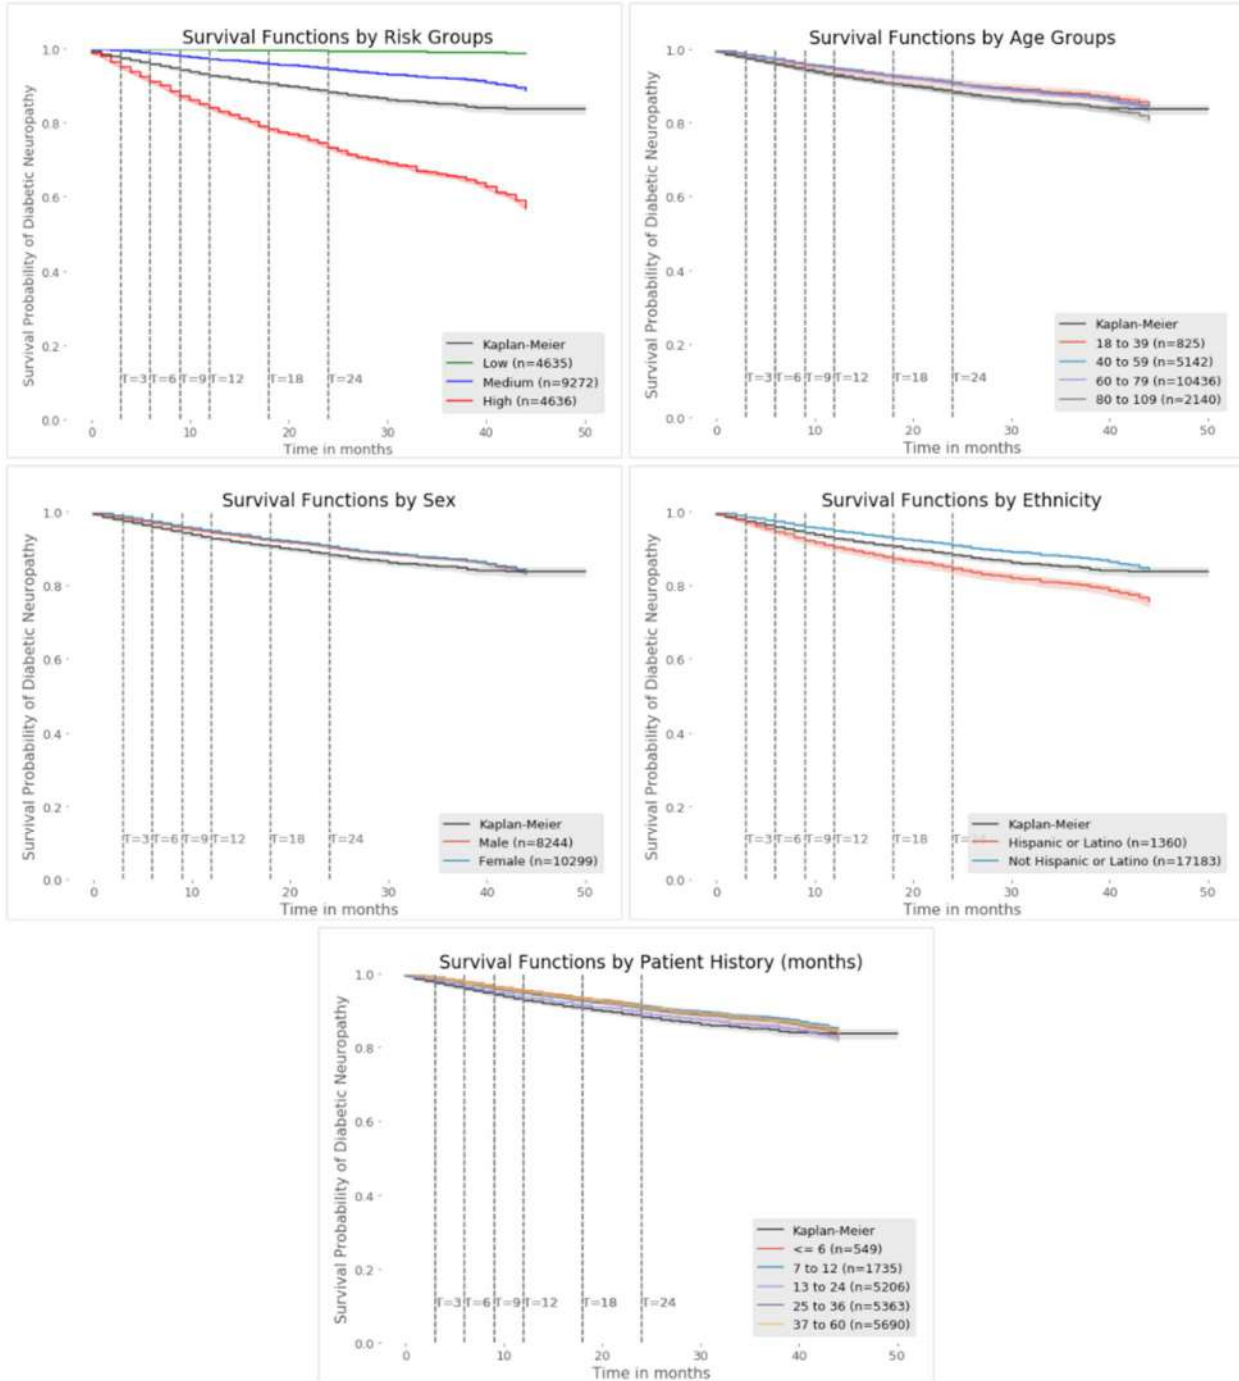 Survival Functions by Risk Groups
Survival Probability of Diabetic Neuropathy
1.0
0.8
0.6
0.4
0.2
0.0
T=3
T=6
T=9
T=12
T=18
T=24
Kaplan-Meier
Low (n=4635)
Medium (n=9272)
High (n=4636)
0
10
20
30
40
50
Time in months
Survival Functions by Age Groups
Survival Probability of Diabetic Neuropathy
1.0
0.8
0.6
0.4
0.2
0.0
T=3
T=6
T=9
T=12
T=18
T=24
Kaplan-Meier
18 to 39 (n=825)
40 to 59 (n=5142)
60 to 79 (n=10436)
80 to 109 (n=2140)
0
10
20
30
40
50
Time in months
Survival Functions by Sex
Survival Probability of Diabetic Neuropathy
1.0
0.8
0.6
0.4
0.2
0.0
T=3
T=6
T=9
T=12
T=18
T=24
Kaplan-Meier
Male (n=8244)
Female (n=10299)
0
10
20
30
40
50
Time in months
Survival Functions by Ethnicity
Survival Probability of Diabetic Neuropathy
1.0
0.8
0.6
0.4
0.2
0.0
T=3
T=6
T=9
T=12
T=18
Kaplan-Meier
Hispanic or Latino (n=1360)
Not Hispanic or Latino (n=17183)
0
10
20
30
40
50
Time in months
Survival Functions by Patient History (months)
Survival Probability of Diabetic Neuropathy
1.0
0.8
0.6
0.4
0.2
0.0
T=3
T=6
T=9
T=12
T=18
T=24
Kaplan-Meier
<= 6 (n=549)
7 to 12 (n=1735)
13 to 24 (n=5206)
25 to 36 (n=5363)
37 to 60 (n=5690)
0
10
20
30
40
50
Time in months